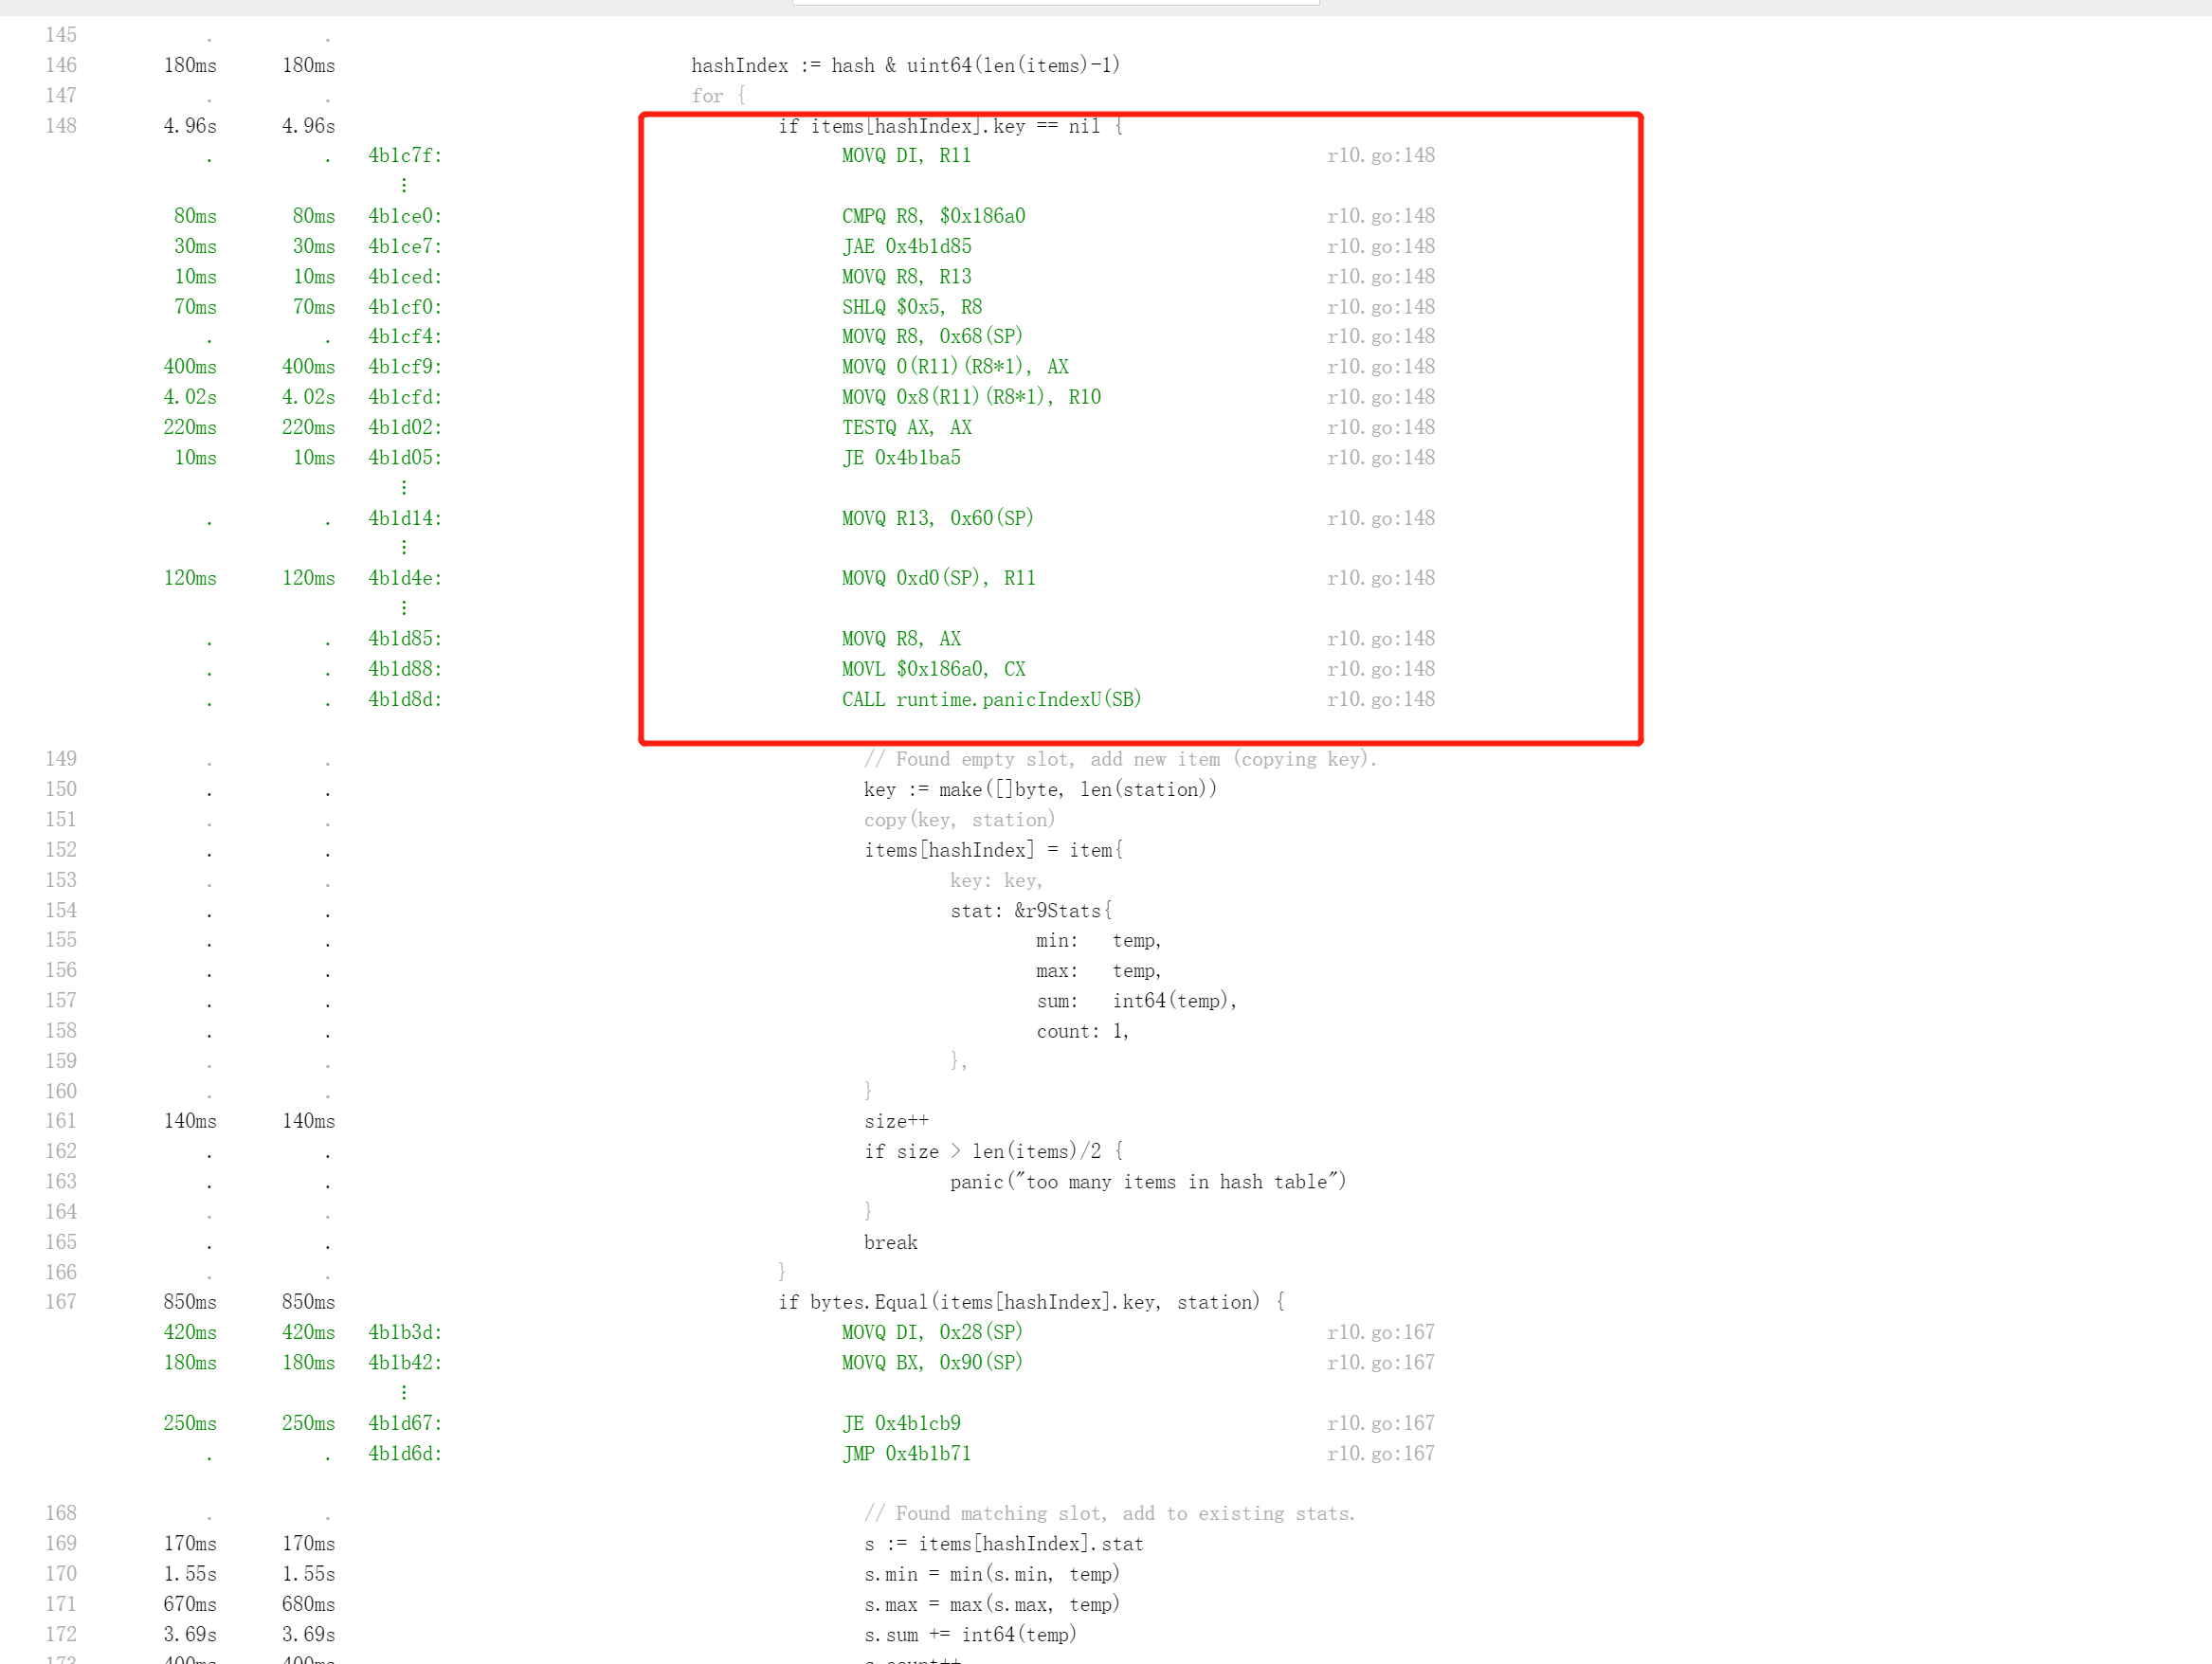 145 . .
146 180ms 180ms hashIndex := hash & uint64(len(items)-1)
147 . . for {
148 4.96s 4.96s if items[hashIndex].key == nil {
. . 4b1c7f: MOVQ DI, R11 r10.go:148
⋮
80ms 80ms 4b1ce0: CMPQ R8, $0x186a0 r10.go:148
30ms 30ms 4b1ce7: JAE 0x4b1d85 r10.go:148
10ms 10ms 4b1ced: MOVQ R8, R13 r10.go:148
70ms 70ms 4b1cf0: SHLQ $0x5, R8 r10.go:148
. . 4b1cf4: MOVQ R8, 0x68(SP) r10.go:148
400ms 400ms 4b1cf9: MOVQ 0(R11)(R8*1), AX r10.go:148
4.02s 4.02s 4b1cfd: MOVQ 0x8(R11)(R8*1), R10 r10.go:148
220ms 220ms 4b1d02: TESTQ AX, AX r10.go:148
10ms 10ms 4b1d05: JE 0x4b1ba5 r10.go:148
⋮
. . 4b1d14: MOVQ R13, 0x60(SP) r10.go:148
⋮
120ms 120ms 4b1d4e: MOVQ 0xd0(SP), R11 r10.go:148
⋮
. . 4b1d85: MOVQ R8, AX r10.go:148
. . 4b1d88: MOVL $0x186a0, CX r10.go:148
. . 4b1d8d: CALL runtime.panicIndexU(SB) r10.go:148
149 . . // Found empty slot, add new item (copying key).
150 . . key := make([]byte, len(station))
151 . . copy(key, station)
152 . . items[hashIndex] = item{
153 . . key: key,
154 . . stat: &r9Stats{
155 . . min: temp,
156 . . max: temp,
157 . . sum: int64(temp),
158 . . count: 1,
159 . . },
160 . . }
161 140ms 140ms size++
162 . . if size > len(items)/2 {
163 . . panic("too many items in hash table")
164 . . }
165 . . break
166 . . }
167 850ms 850ms if bytes.Equal(items[hashIndex].key, station) {
420ms 420ms 4b1b3d: MOVQ DI, 0x28(SP) r10.go:167
180ms 180ms 4b1b42: MOVQ BX, 0x90(SP) r10.go:167
⋮
250ms 250ms 4b1d67: JE 0x4b1cb9 r10.go:167
. . 4b1d6d: JMP 0x4b1b71 r10.go:167
168 . . // Found matching slot, add to existing stats.
169 170ms 170ms s := items[hashIndex].stat
170 1.55s 1.55s s.min = min(s.min, temp)
171 670ms 680ms s.max = max(s.max, temp)
172 3.69s 3.69s s.sum += int64(temp)
173 400ms 400ms s.count++